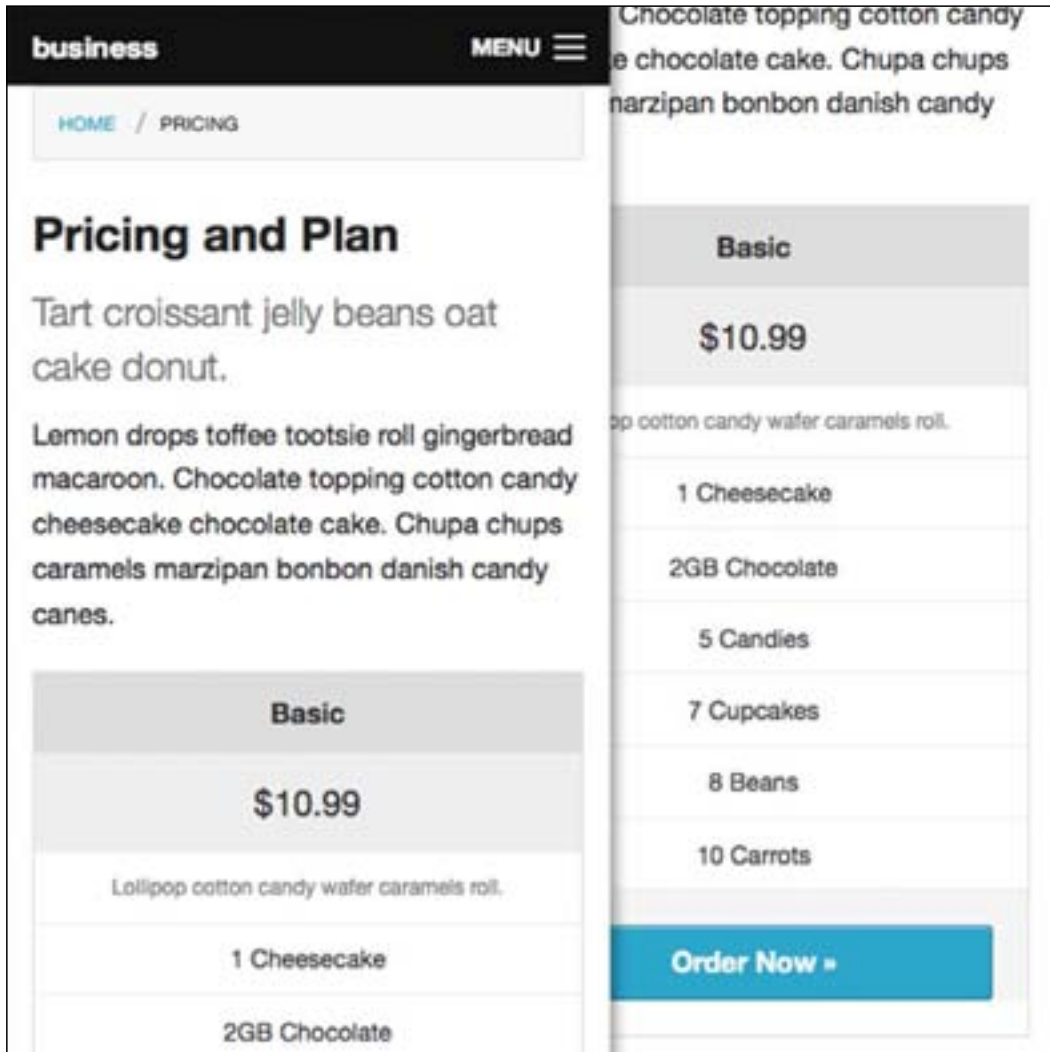 business
MENU
HOME / PRICING
Pricing and Plan
Tart croissant jelly beans oat
cake donut.
Lemon drops toffee tootsie roll gingerbread
macaroon. Chocolate topping cotton candy
cheesecake chocolate cake. Chupa chups
caramels marzipan bonbon danish candy
canes.
Basic
$10.99
Lollipop cotton candy wafer caramels roll.
1 Cheesecake
2GB Chocolate
Chocolate topping cotton candy
e chocolate cake. Chupa chups
marzipan bonbon danish candy
Basic
$10.99
op cotton candy wafer caramels roll.
1 Cheesecake
2GB Chocolate
5 Candies
7 Cupcakes
8 Beans
10 Carrots
Order Now »